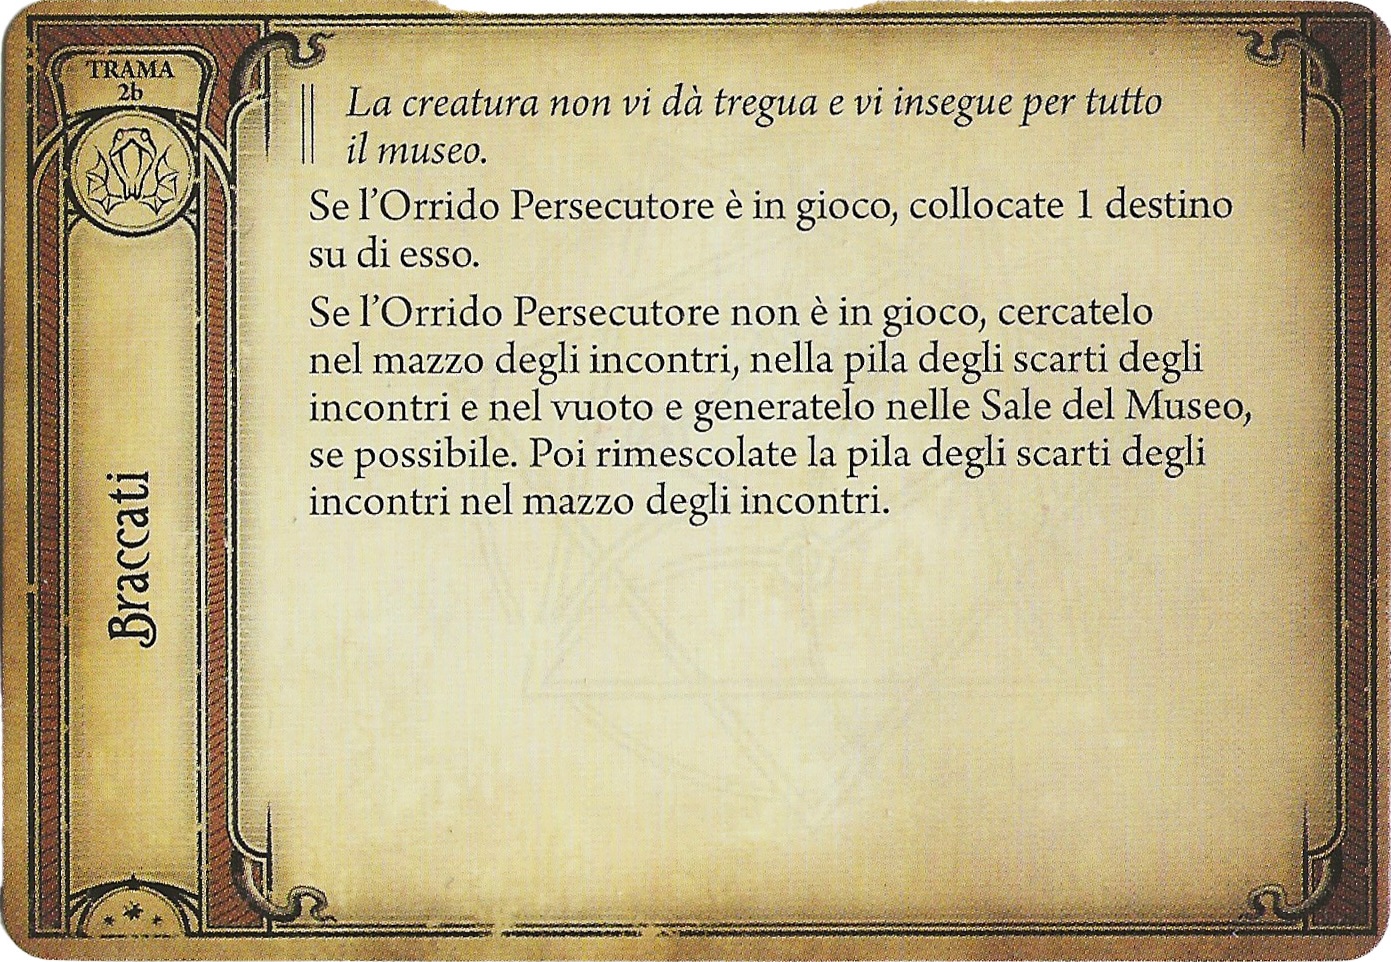 TRAMA
2b
La creatura non vi dà tregua e vi insegue per tutto
il museo.
Se l'Orrido Persecutore è in gioco, collocate 1 destino
su di esso.
Se l'Orrido Persecutore non è in gioco, cercatelo
nel mazzo degli incontri, nella pila degli scarti degli
incontri e nel vuoto e generatelo nelle Sale del Museo,
se possibile. Poi rimescolate la pila degli scarti degli
incontri nel mazzo degli incontri.
Braccati